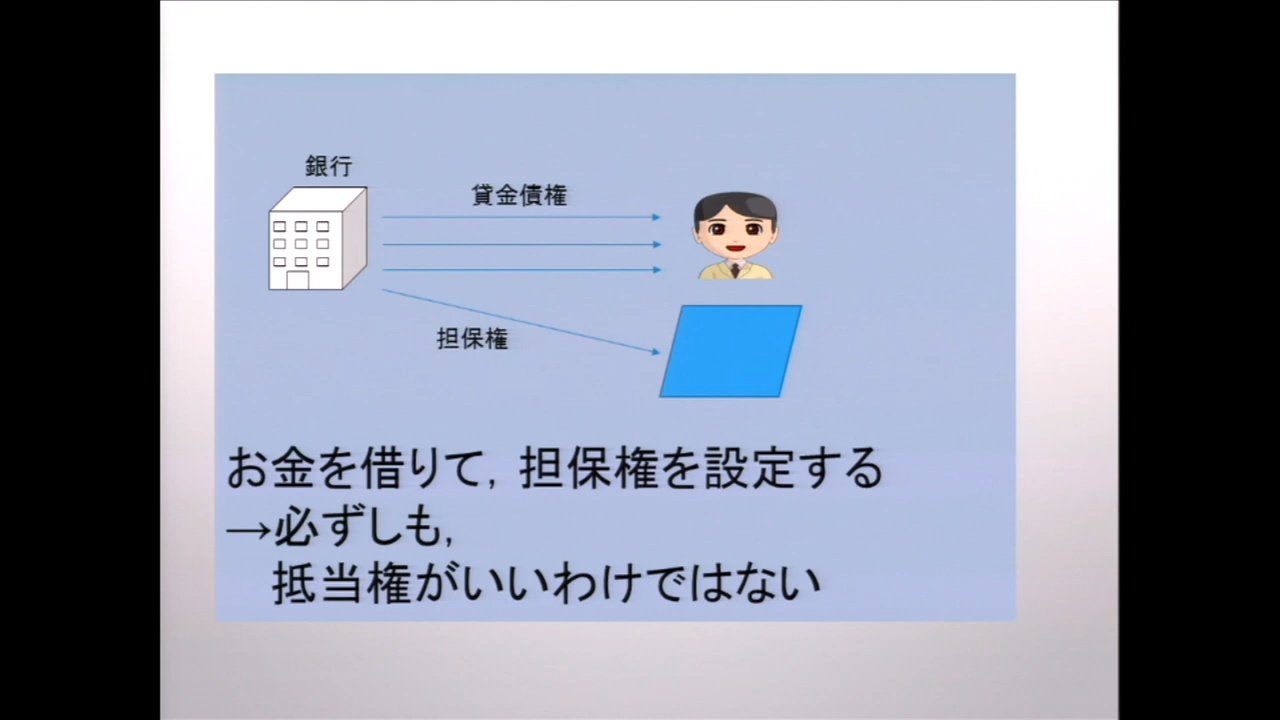 銀行
貸金債権
担保権
お金を借りて，担保権を設定する
→必ずしも，
抵当権がいいわけではない